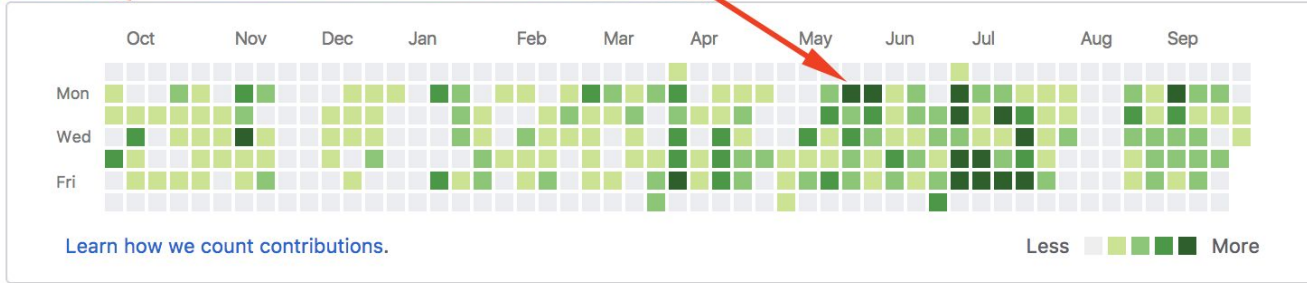 Oct Nov Dec Jan Feb Mar Apr May Jun Jul Aug Sep
Mon
Wed
Fri
Learn how we count contributions. Less More